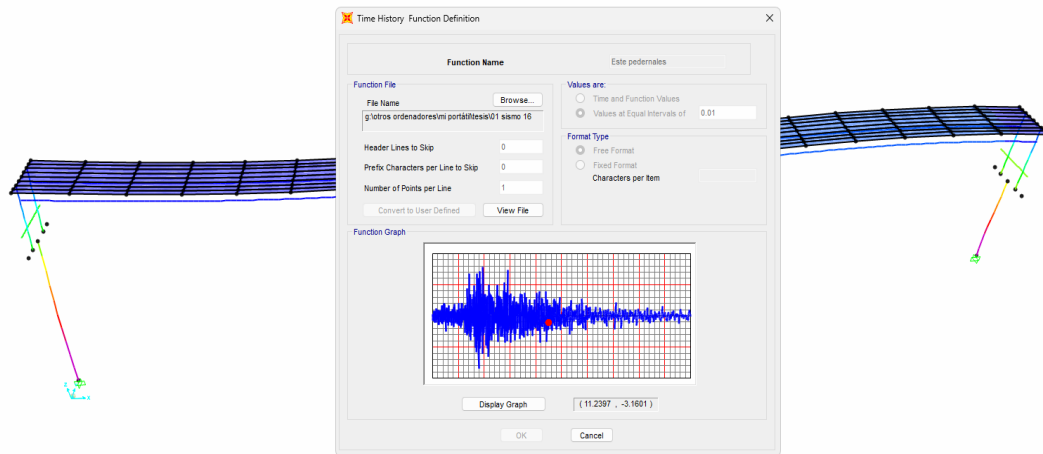 Time History Function Definition
Function Name
Este pedernales
Function File
File Name
Browse...
g:\otros ordenadores\mi portátil\tesis\01 sismo 16
Header Lines to Skip
0
Prefix Characters per Line to Skip
0
Number of Points per Line
1
Convert to User Defined
View File
Values are:
Time and Function Values
Values at Equal Intervals of
0.01
Format Type
Free Format
Fixed Format
Characters per Item
Function Graph
Display Graph
( 11.2397 , -3.1601 )
OK
Cancel
Z
X